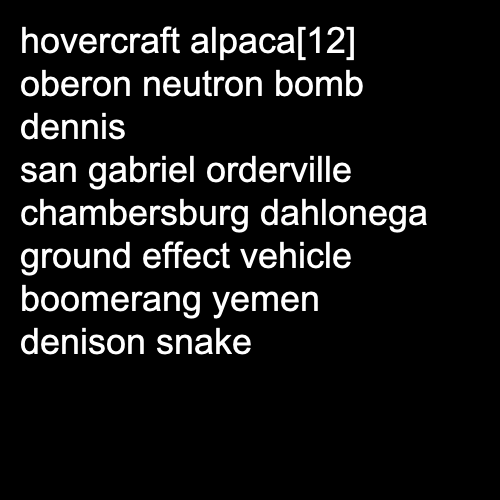 hovercraft alpaca[12]
oberon neutron bomb
dennis
san gabriel orderville
chambersburg dahlonega
ground effect vehicle
boomerang yemen
denison snake